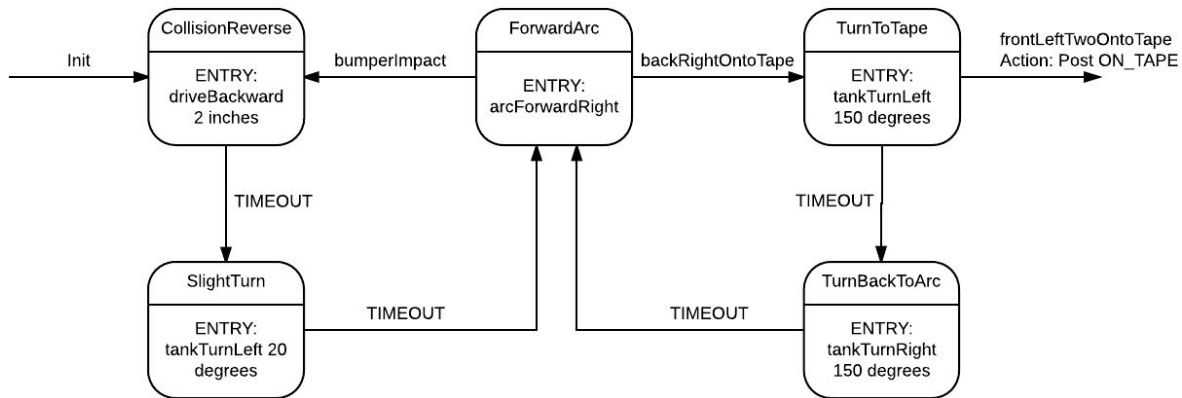 CollisionReverse
ENTRY:
driveBackward
2 inches
ForwardArc
ENTRY:
arcForwardRight
TurnToTape
ENTRY:
tankTurnLeft
150 degrees
Init
bumperImpact
backRightOntoTape
frontLeftTwoOntoTape
Action: Post ON_TAPE
TIMEOUT
TIMEOUT
SlightTurn
ENTRY:
tankTurnLeft 20
degrees
TIMEOUT
TIMEOUT
TurnBackToArc
ENTRY:
tankTurnRight
150 degrees